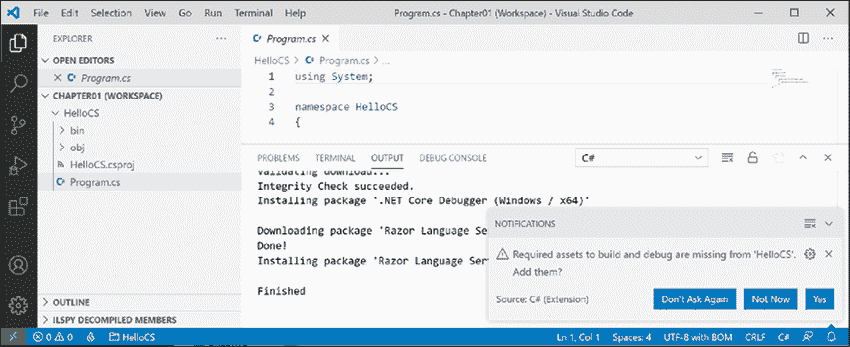 File Edit Selection View Go Run Terminal Help Program.cs - Chapter01 (Workspace) - Visual Studio Code
EXPLORER
OPEN EDITORS
Program.cs
CHAPTER01 (WORKSPACE)
HelloCS
bin
obj
HelloCS.csproj
Program.cs
OUTLINE
ILSPY DECOMPILED MEMBERS
Program.cs
HelloCS > Program.cs > ...
1 using System;
2
3 namespace HelloCS
4 {
PROBLEMS TERMINAL OUTPUT DEBUG CONSOLE C#
Validating download...
Integrity Check succeeded.
Installing package '.NET Core Debugger (Windows / x64)'
Downloading package 'Razor Language Ser
Done!
Installing package 'Razor Language Ser
Finished
NOTIFICATIONS
Required assets to build and debug are missing from 'HelloCS'.
Add them?
Source: C# (Extension) Don't Ask Again Not Now Yes
0 0 HelloCS Ln 1, Col 1 Spaces: 4 UTF-8 with BOM CRLF C#